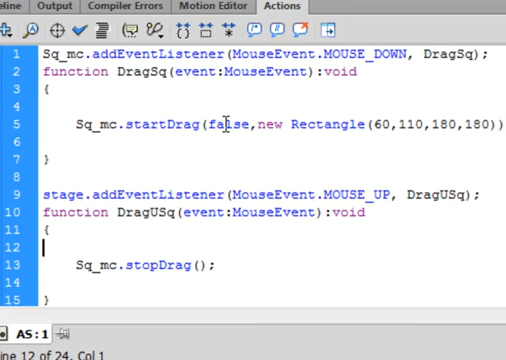 eline Output Compiler Errors Motion Editor Actions
1 Sq_mc.addEventListener(MouseEvent.MOUSE_DOWN, DragSq);
2 function DragSq(event:MouseEvent):void
3 {
4
5 Sq_mc.startDrag(false,new Rectangle(60,110,180,180))
6
7 }
8
9 stage.addEventListener(MouseEvent.MOUSE_UP, DragUSq);
10 function DragUSq(event:MouseEvent):void
11 {
12
13 Sq_mc.stopDrag();
14
15 }
AS:1
ine 12 of 24, Col 1